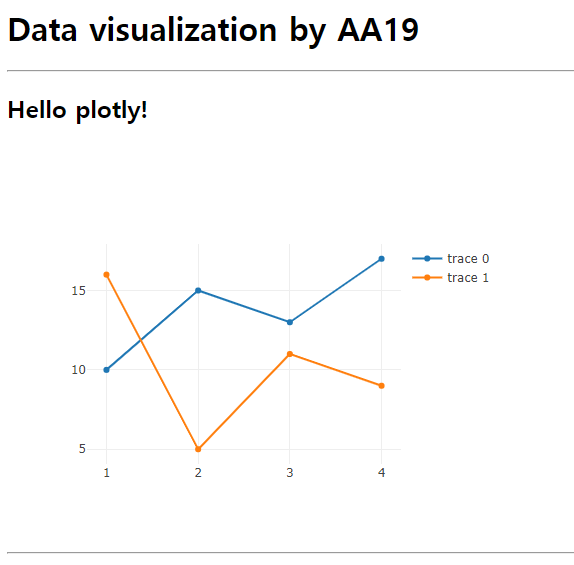 Data visualization by AA19
Hello plotly!
trace 0
trace 1
15
10
5
1 2 3 4